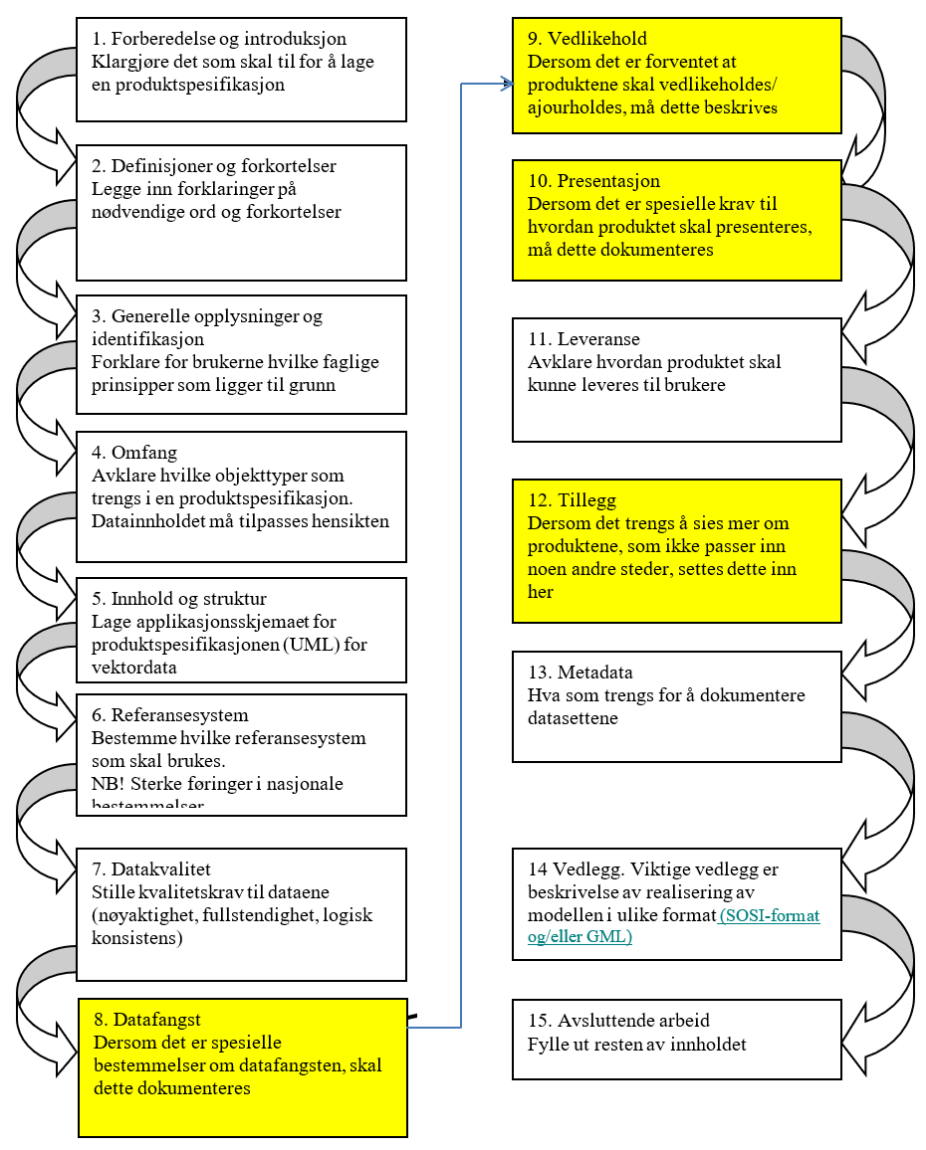 1. Forberedelse og introduksjon
Klargjøre det som skal til for å lage
en produktspesifikasjon
2. Definisjoner og forkortelser
Legge inn forklaringer på
nødvendige ord og forkortelser
3. Generelle opplysninger og
identifikasjon
Forklare for brukerne hvilke faglige
prinsipper som ligger til grunn
4. Omfang
Avklare hvilke objekttyper som
trengs i en produktspesifikasjon.
Datainnholdet må tilpasses hensikten
5. Innhold og struktur
Lage applikasjonsskjemaet for
produktspesifikasjonen (UML) for
vektordata
6. Referansesystem
Bestemme hvilke referansesystem
som skal brukes.
NB! Sterke føringer i nasjonale
bestemmelser
7. Datakvalitet
Stille kvalitetskrav til dataene
(nøyaktighet, fullstendighet, logisk
konsistens)
8. Datafangst
Dersom det er spesielle
bestemmelser om datafangsten, skal
dette dokumenteres
9. Vedlikehold
Dersom det er forventet at
produktene skal vedlikeholdes/
ajourholdes, må dette beskrives
10. Presentasjon
Dersom det er spesielle krav til
hvordan produktet skal presenteres,
må dette dokumenteres
11. Leveranse
Avklare hvordan produktet skal
kunne leveres til brukere
12. Tillegg
Dersom det trengs å sies mer om
produktene, som ikke passer inn
noen andre steder, settes dette inn
her
13. Metadata
Hva som trengs for å dokumentere
datasettene
14 Vedlegg. Viktige vedlegg er
beskrivelse av realisering av
modellen i ulike format (SOSI-format
og/eller GML)
15. Avsluttende arbeid
Fylle ut resten av innholdet